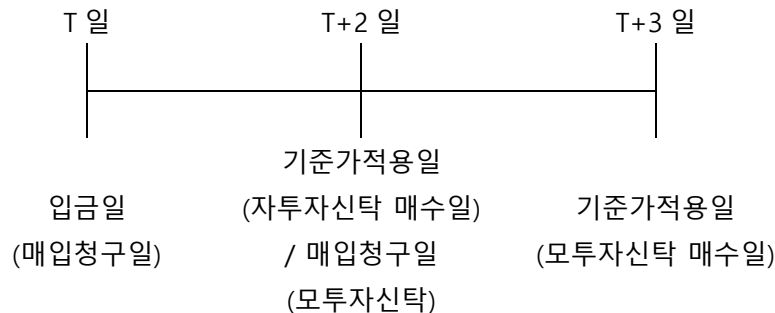 T 일
T+2 일
T+3 일
입금일
(매입청구일)
기준가적용일
(자투자신탁 매수일)
/ 매입청구일
(모투자신탁)
기준가적용일
(모투자신탁 매수일)